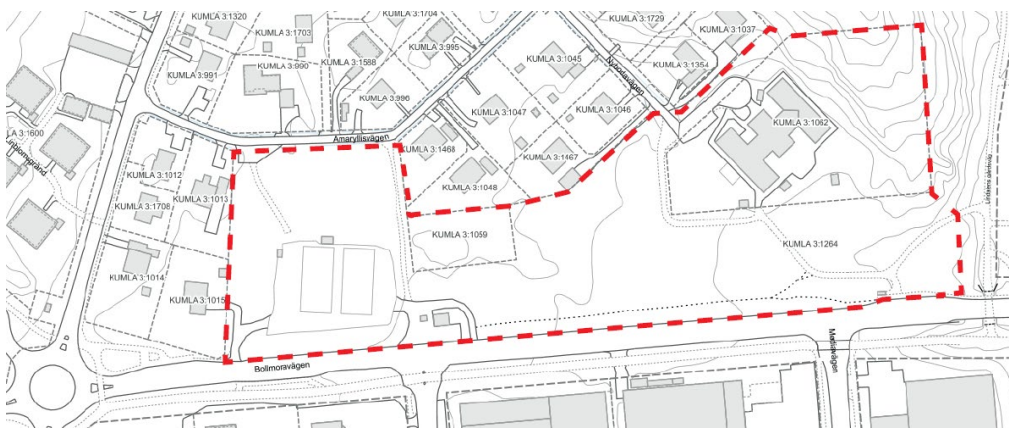 KUMLA 3:1320
KUMLA 3:1703
KUMLA 3:1704
KUMLA 3:995
KUMLA 3:1729
KUMLA 3:1037
KUMLA 3:991
KUMLA 3:990
KUMLA 3:1588
KUMLA 3:996
KUMLA 3:1045
KUMLA 3:1354
KUMLA 3:1047
KUMLA 3:1046
KUMLA 3:1062
LA 3:1600
Amaryllisvägen
KUMLA 3:1468
KUMLA 3:1467
KUMLA 3:1012
KUMLA 3:1048
KUMLA 3:1013
KUMLA 3:1708
KUMLA 3:1059
KUMLA 3:1264
KUMLA 3:1014
KUMLA 3:1015
Bollmoravägen